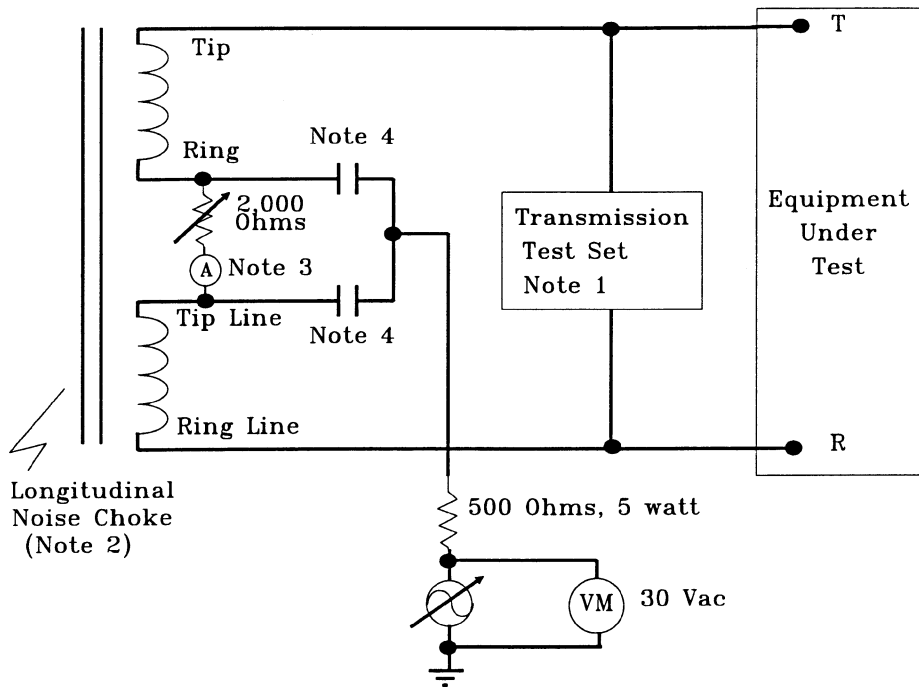 T
Tip
Note 4
Ring
2,000
Ohms
A
Note 3
Transmission
Test Set
Note 1
Equipment
Under
Test
Tip Line
Note 4
Ring Line
R
Longitudinal
Noise Choke
(Note 2)
500 Ohms, 5 watt
VM
30 Vac